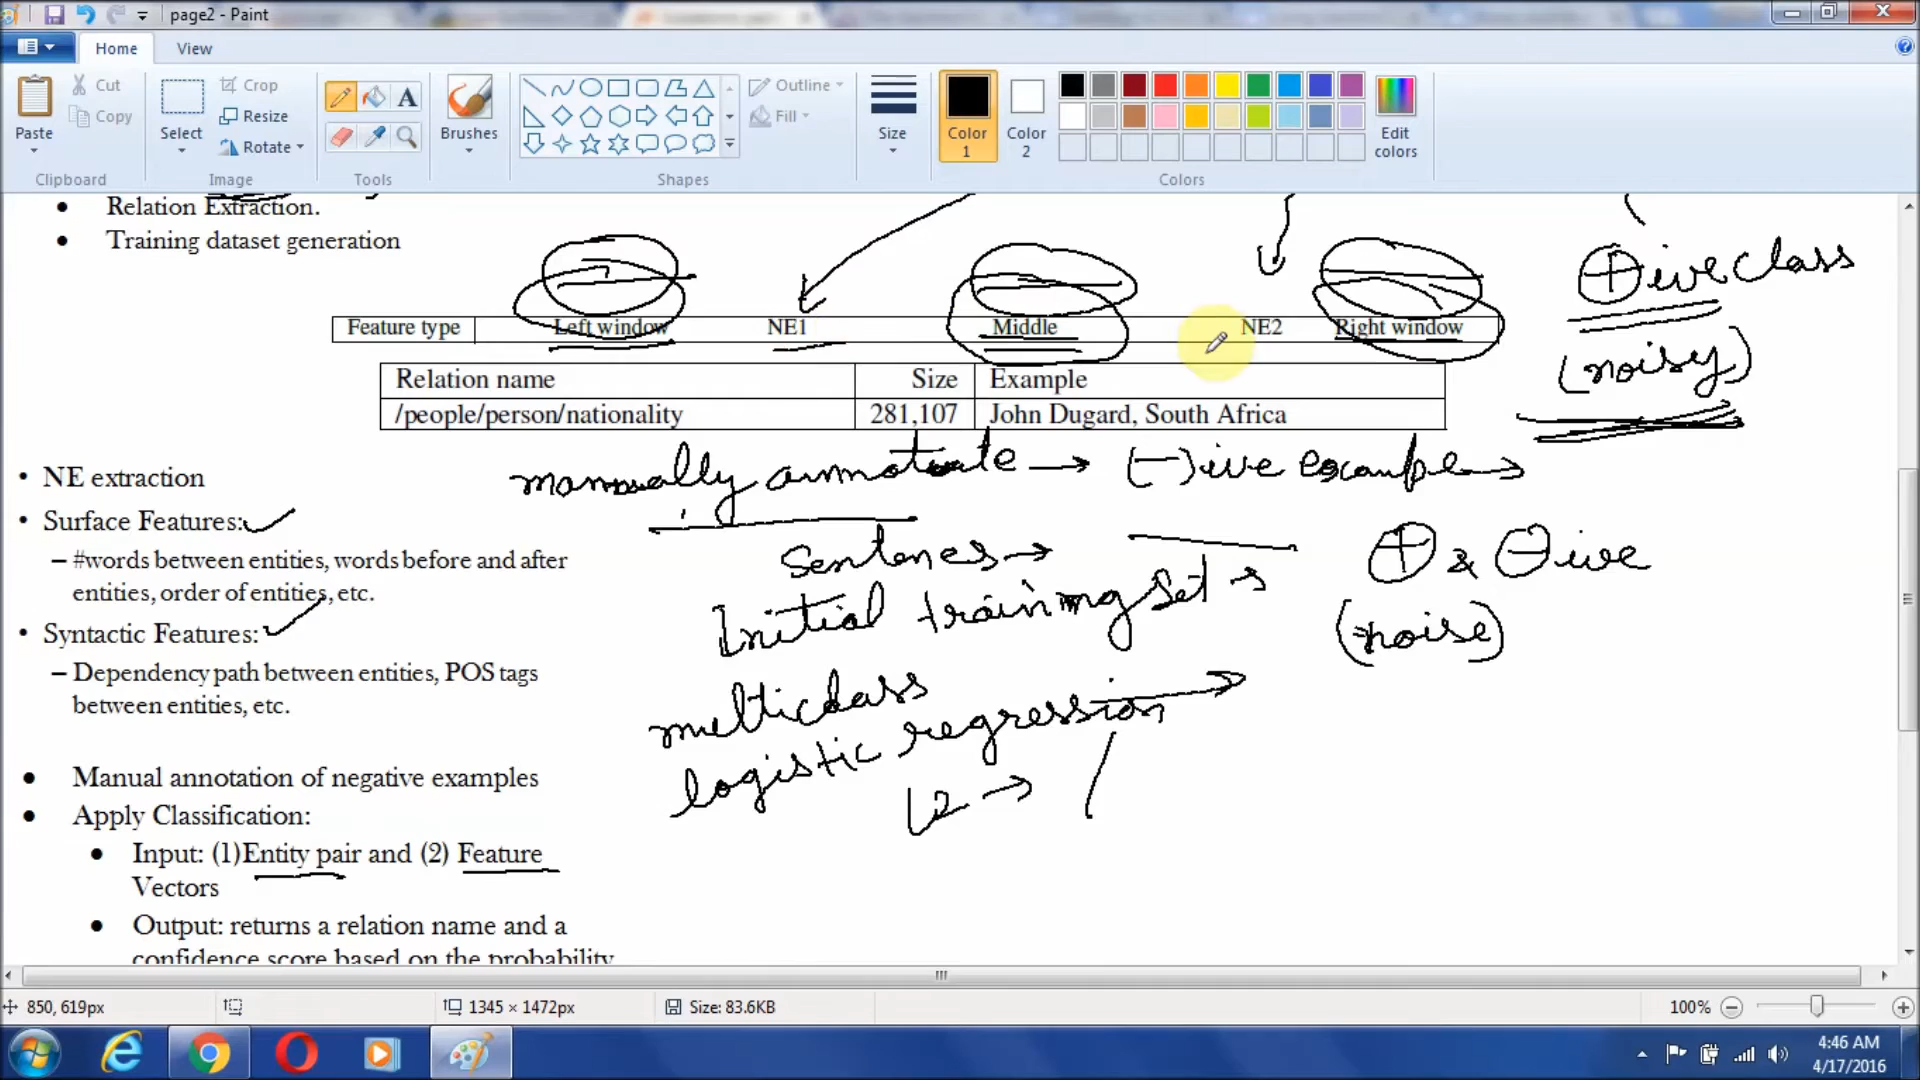 page2 - Paint
Home View
Paste
Cut
Copy
Clipboard
Select
Crop
Resize
Rotate
Image
Tools
Brushes
Shapes
Outline
Fill
Size
Color 1
Color 2
Colors
Edit colors
• Relation Extraction.
• Training dataset generation
Feature type Left window NE1 Middle NE2 Right window
+ive class
(noisy)
Relation name Size Example
/people/person/nationality 281,107 John Dugard, South Africa
manually annotate → (-)ive example →
• NE extraction
• Surface Features:
– #words between entities, words before and after
entities, order of entities, etc.
Sentences →
Initial training set →
+ & -ive
(noise)
• Syntactic Features:
– Dependency path between entities, POS tags
between entities, etc.
multiclass
logistic regression
L2 →
• Manual annotation of negative examples
• Apply Classification:
• Input: (1)Entity pair and (2) Feature
Vectors
• Output: returns a relation name and a
confidence score based on the probability
850, 619px
1345 × 1472px
Size: 83.6KB
100%
4:46 AM
4/17/2016